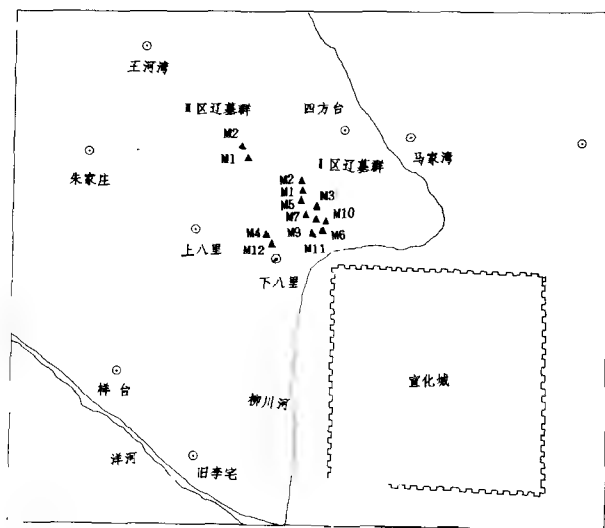 王河湾
Ⅱ区辽墓群
四方台
M2
M1
马家湾
朱家庄
Ⅰ区辽墓群
M2
M1
M3
M5
M7
M10
上八里
M4
M9
M6
M12
M11
下八里
宣化城
样台
柳川河
洋河
旧李宅